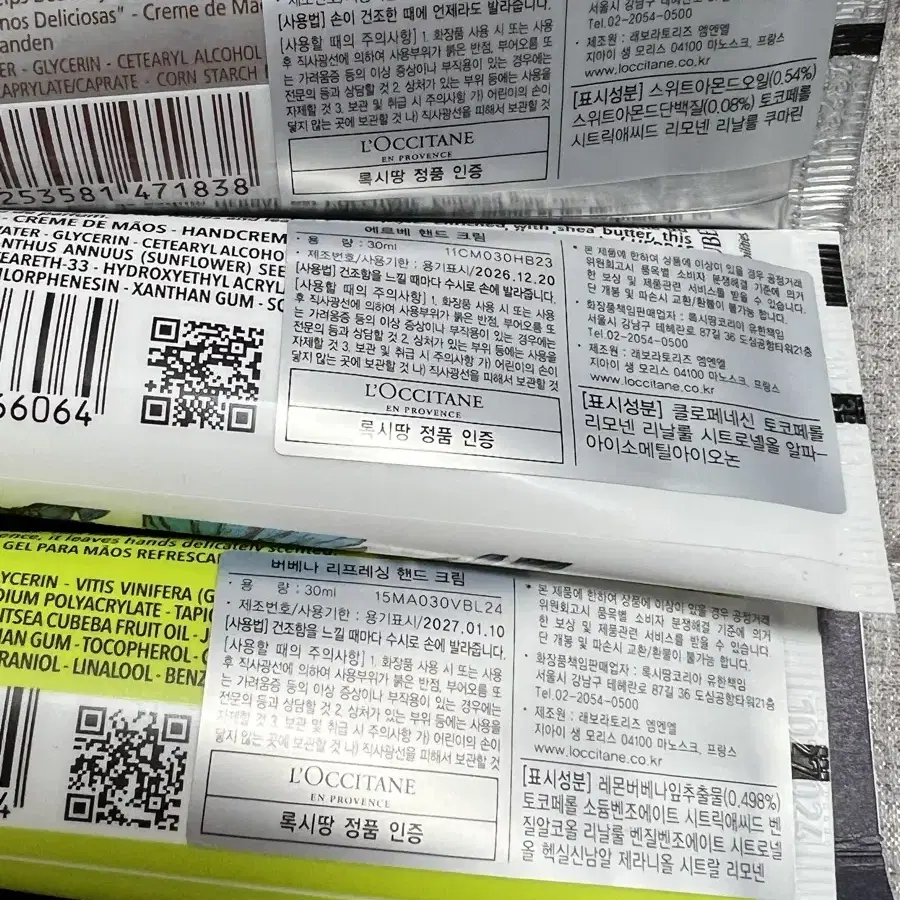 nos Deliciosas" - Creme de Ma
anden
ER - GLYCERIN - CETEARYL ALCOHOL
APRYLATE/CAPRATE - CORN STARCH
253581 471838
[사용법] 손이 건조한 때에 언제라도 발라줍니다.
[사용할 때의 주의사항] 1. 화장품 사용 시 또는 사용
후 직사광선에 의하여 사용부위가 붉은 반점, 부어오름 또
는 가려움증 등의 이상 증상이나 부작용이 있는 경우에는
전문의 등과 상담할 것 2. 상처가 있는 부위 등에는 사용을
자제할 것 3. 보관 및 취급 시 주의사항 가) 어린이의 손이
닿지 않는 곳에 보관할 것 나) 직사광선을 피해서 보관할 것
L'OCCITANE
EN PROVENCE
록시땅 정품 인증
서울시 강남구 테헤란로 87길 36
Tel.02-2054-0500
· 제조원 : 래보라토리즈 엠엔엘
지아이 생 모리스 04100 마노스크, 프랑스
www.loccitane.co.kr
[표시성분] 스위트아몬드오일(0.54%)
스위트아몬드단백질(0.08%) 토코페롤
시트릭애씨드 리모넨 리날룰 쿠마린
CREME DE MÃOS - HANDCREM
WATER - GLYCERIN - CETEARYL ALCOHO
ANTHUS ANNUUS (SUNFLOWER) SEE
TEARETH-33 - HYDROXYETHYL ACRYL
HLORPHENESIN - XANTHAN GUM - SO
66064
enriched with shea butter, this
에르베 핸드 크림
· 용 량 : 30ml 11CM030HB23
· 제조번호/사용기한 : 용기표시/2026.12.20
[사용법] 건조함을 느낄 때마다 수시로 손에 발라줍니다.
[사용할 때의 주의사항] 1. 화장품 사용 시 또는 사용
후 직사광선에 의하여 사용부위가 붉은 반점, 부어오름 또
는 가려움증 등의 이상 증상이나 부작용이 있는 경우에는
전문의 등과 상담할 것 2. 상처가 있는 부위 등에는 사용을
자제할 것 3. 보관 및 취급 시 주의사항 가) 어린이의 손이
닿지 않는 곳에 보관할 것 나) 직사광선을 피해서 보관할 것
L'OCCITANE
EN PROVENCE
록시땅 정품 인증
· 본 제품에 한하여 상품에 이상이 있을 경우 공정거래
위원회고시 품목별 소비자 분쟁해결 기준에 의거
한 보상 및 제품관련 서비스를 받을 수 있습니다.
단 개봉 및 파손시 교환/환불이 불가능 합니다.
· 화장품책임판매업자 : 록시땅코리아 유한책임
서울시 강남구 테헤란로 87길 36 도심공항타워21층
Tel.02-2054-0500
· 제조원 : 래보라토리즈 엠엔엘
지아이 생 모리스 04100 마노스크, 프랑스
www.loccitane.co.kr
[표시성분] 클로페네신 토코페롤
리모넨 리날룰 시트로넬올 알파-
아이소메틸아이오논
ence, it leaves hands delicately scented.
GEL PARA MÃOS REFRESCA
LYCERIN - VITIS VINIFERA (G
DIUM POLYACRYLATE - TAPIO
LITSEA CUBEBA FRUIT OIL - J
HAN GUM - TOCOPHEROL - C
RANIOL - LINALOOL - BENZ
버베나 리프레싱 핸드 크림
· 용 량 : 30ml 15MA030VBL24
· 제조번호/사용기한 : 용기표시/2027.01.10
[사용법] 건조함을 느낄 때마다 수시로 손에 발라줍니다.
[사용할 때의 주의사항] 1. 화장품 사용 시 또는 사용
후 직사광선에 의하여 사용부위가 붉은 반점, 부어오름 또
는 가려움증 등의 이상 증상이나 부작용이 있는 경우에는
전문의 등과 상담할 것 2. 상처가 있는 부위 등에는 사용을
자제할 것 3. 보관 및 취급 시 주의사항 가) 어린이의 손이
닿지 않는 곳에 보관할 것 나) 직사광선을 피해서 보관할 것
L'OCCITANE
EN PROVENCE
록시땅 정품 인증
· 본 제품에 한하여 상품에 이상이 있을 경우 공정거래
위원회고시 품목별 소비자 분쟁해결 기준에 의거
한 보상 및 제품관련 서비스를 받을 수 있습니다.
단 개봉 및 파손시 교환/환불이 불가능 합니다.
· 화장품책임판매업자 : 록시땅코리아 유한책임
서울시 강남구 테헤란로 87길 36 도심공항타워21층
Tel.02-2054-0500
· 제조원 : 래보라토리즈 엠엔엘
지아이 생 모리스 04100 마노스크, 프랑스
www.loccitane.co.kr
[표시성분] 레몬버베나잎추출물(0.498%)
토코페롤 소듐벤조에이트 시트릭애씨드 벤
질알코올 리날룰 벤질벤조에이트 시트로넬
올 헥실신남알 제라니올 시트랄 리모넨